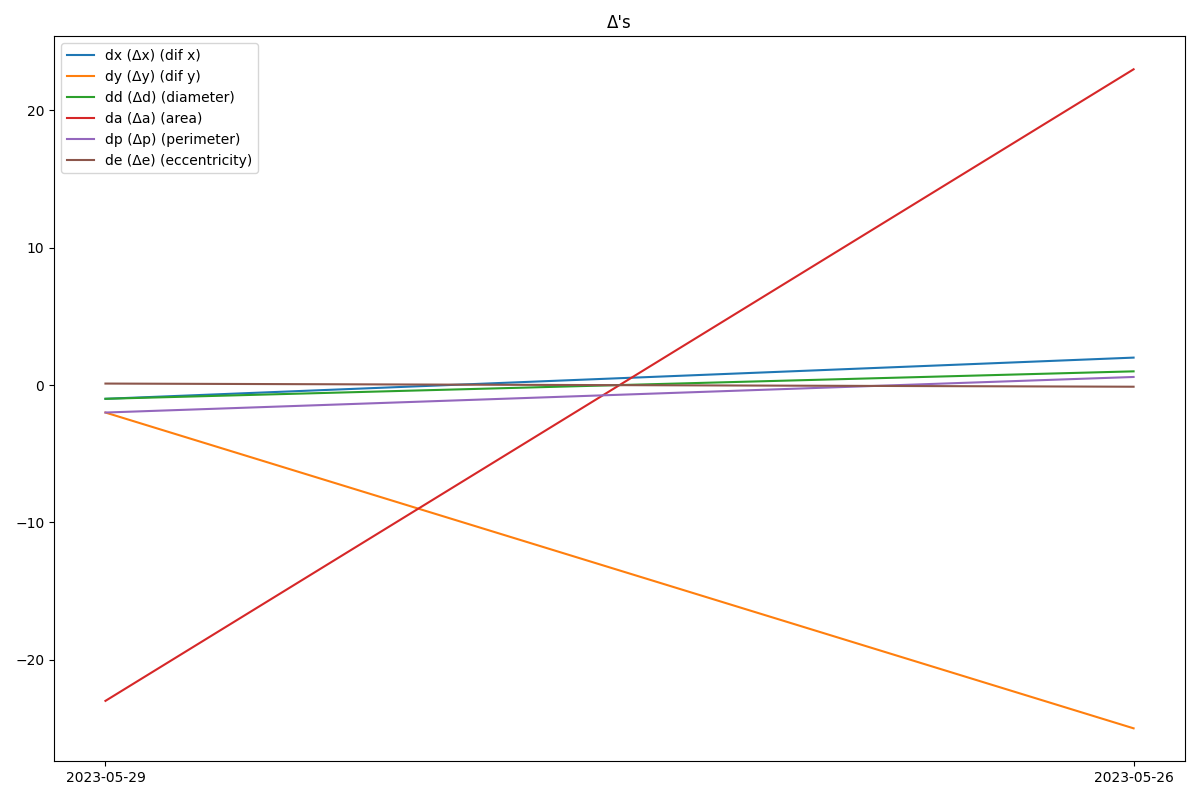 Δ's
dx (Δx) (dif x)
dy (Δy) (dif y)
dd (Δd) (diameter)
da (Δa) (area)
dp (Δp) (perimeter)
de (Δe) (eccentricity)
20
10
0
−10
−20
2023-05-29
2023-05-26